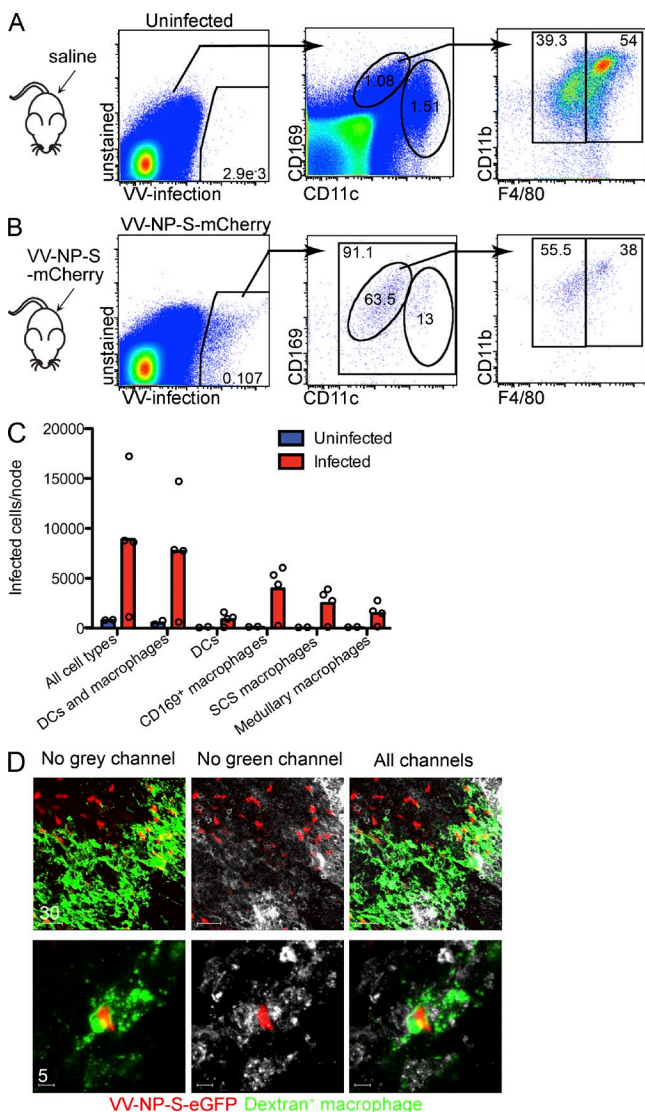 A
Uninfected
saline
unstained
2.9e-3
VV-infection
CD169
1.08
1.51
CD11c
CD11b
39.3 54
F4/80
B
VV-NP-S-mCherry
VV-NP-S
-mCherry
unstained
0.107
VV-infection
CD169
91.1
63.5
13
CD11c
CD11b
55.5 38
F4/80
C
Infected cells/node
20000
15000
10000
5000
0
Uninfected
Infected
All cell types
DCs and macrophages
DCs
CD169+ macrophages
SCS macrophages
Medullary macrophages
D
No grey channel No green channel All channels
30
5
VV-NP-S-eGFP Dextran+ macrophage